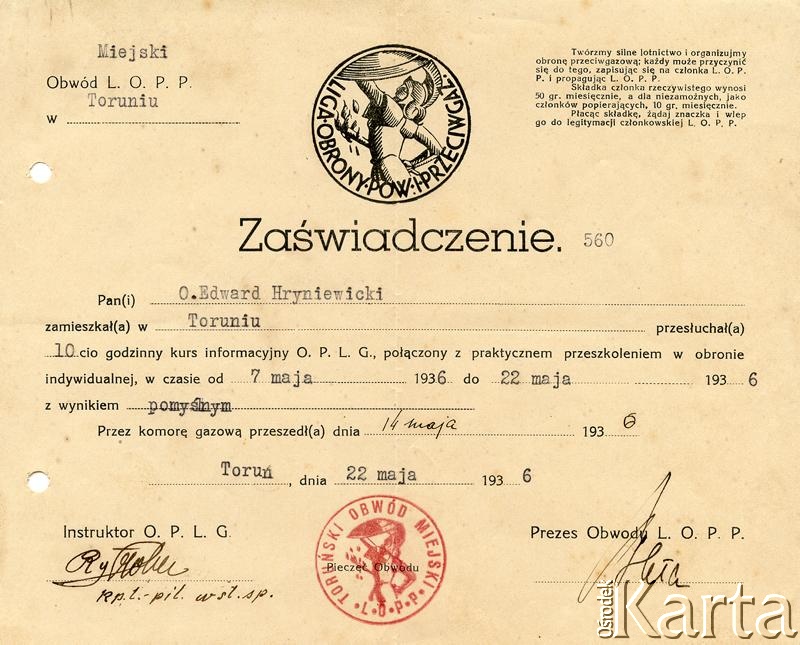 Miejski
Obwód L. O. P. P.
w Toruniu
LIGA·OBRONY·POW·I·PRZECIWGAZ·
Twórzmy silne lotnictwo i organizujmy
obronę przeciwgazową; każdy może przyczynić
się do tego, zapisując się na członka L. O. P.
P. i propagując L. O. P. P.
Składka członka rzeczywistego wynosi
50 gr. miesięcznie, a dla niezamożnych, jako
członków popierających, 10 gr. miesięcznie.
Płacąc składkę, żądaj znaczka i wlep
go do legitymacji członkowskiej L. O. P. P.
Zaświadczenie. 560
Pan(i) O.Edward Hryniewicki
zamieszkał(a) w Toruniu przesłuchał(a)
10cio godzinny kurs informacyjny O. P. L. G., połączony z praktycznem przeszkoleniem w obronie
indywidualnej, w czasie od 7 maja 1936 do 22 maja 1936
z wynikiem pomyślnym
Przez komorę gazową przeszedł(a) dnia 14 maja 1936
Toruń, dnia 22 maja 1936
Instruktor O. P. L. G.
Prezes Obwodu L. O. P. P.
TORUŃSKI OBWÓD MIEJSKI
·L·O·P·P·
Pieczęć Obwodu
kpt.-pil. w st. sp.
ośrodek Karta